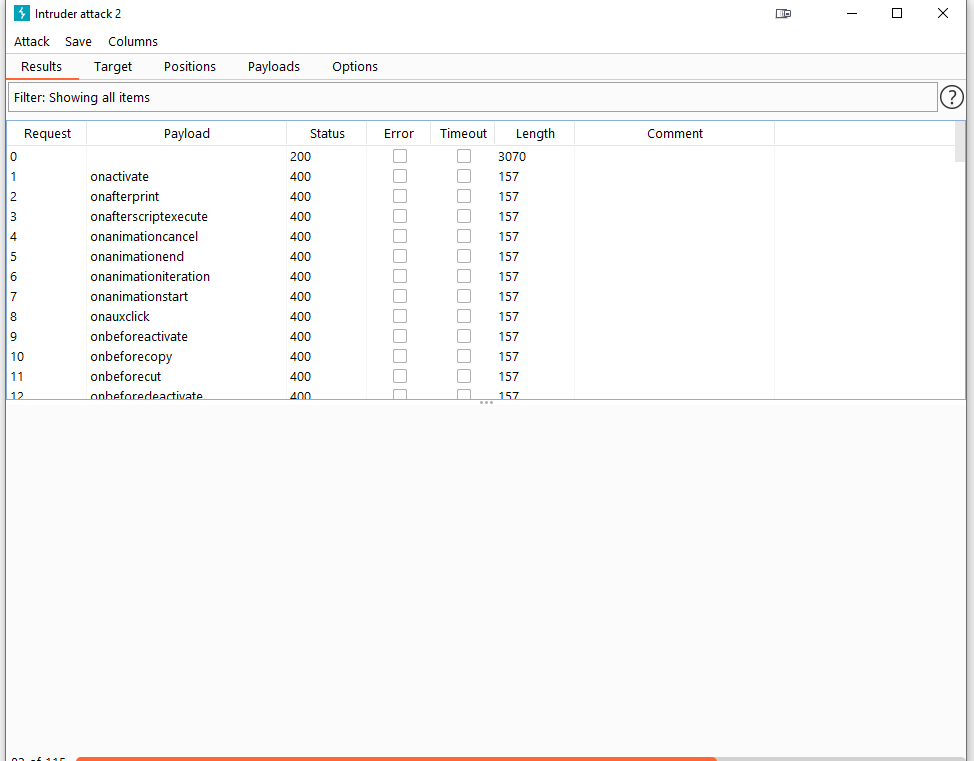 Intruder attack 2
Attack Save Columns
Results Target Positions Payloads Options
Filter: Showing all items
?
Request Payload Status Error Timeout Length Comment
0 200 3070
1 onactivate 400 157
2 onafterprint 400 157
3 onafterscriptexecute 400 157
4 onanimationcancel 400 157
5 onanimationend 400 157
6 onanimationiteration 400 157
7 onanimationstart 400 157
8 onauxclick 400 157
9 onbeforeactivate 400 157
10 onbeforecopy 400 157
11 onbeforecut 400 157
12 onbeforedeactivate 400 157
of 115